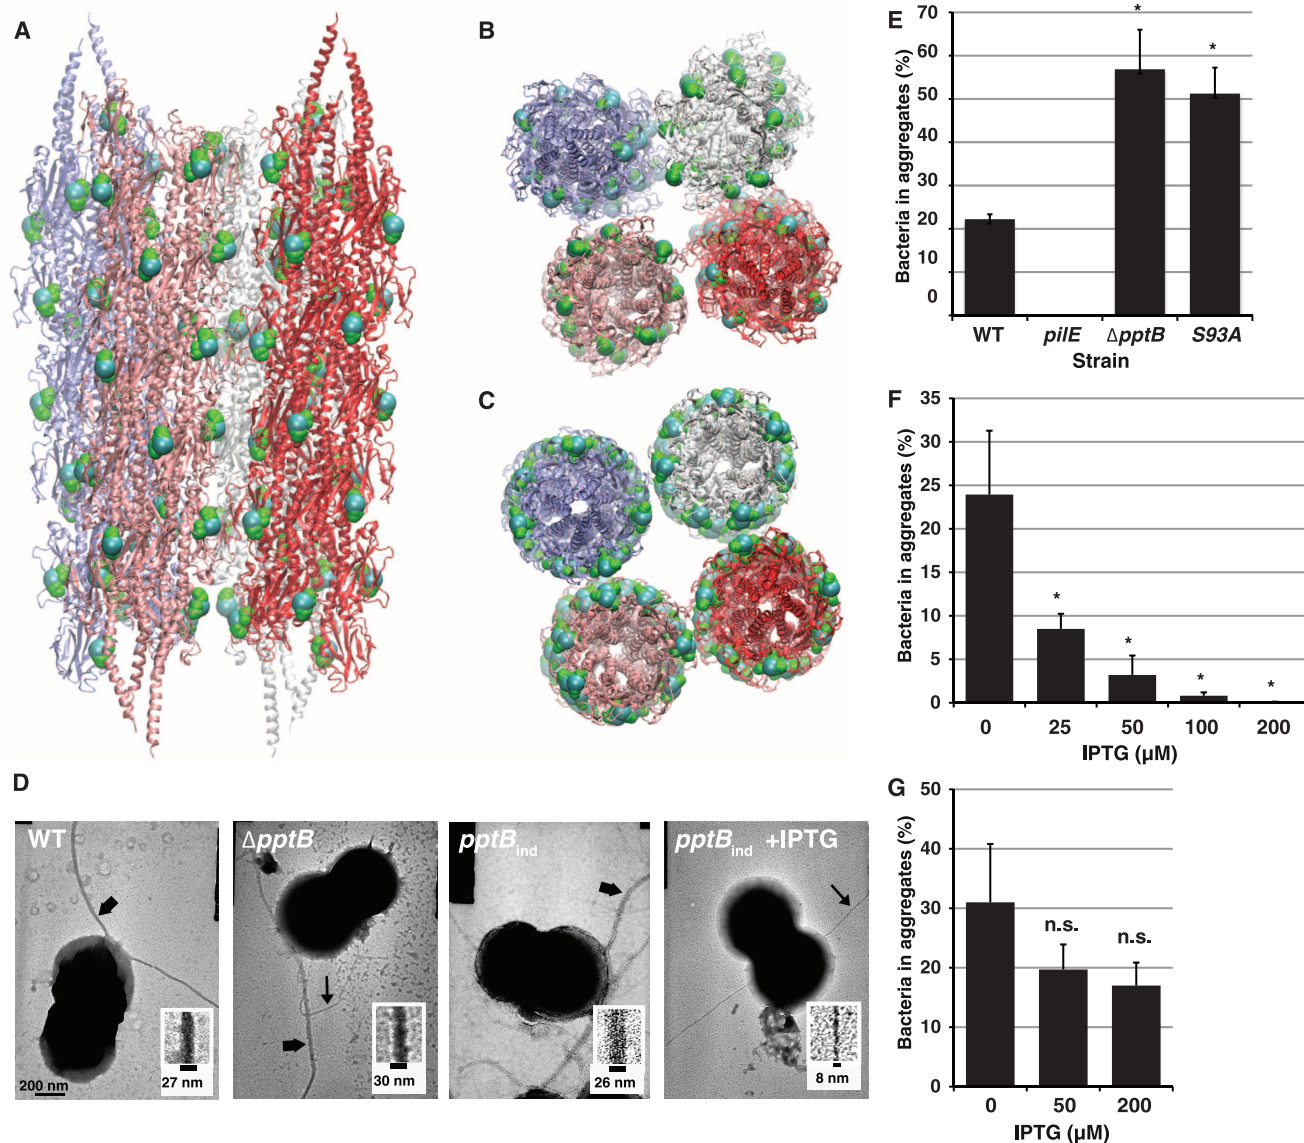 A
B
C
D
WT
200 nm
27 nm
ΔpptB
30 nm
pptBind
26 nm
pptBind +IPTG
8 nm
E
Bacteria in aggregates (%)
70
60
50
40
30
20
10
0
WT pilE ΔpptB S93A
Strain
* *
F
Bacteria in aggregates (%)
35
30
25
20
15
10
5
0
* * * *
0 25 50 100 200
IPTG (µM)
G
Bacteria in aggregates (%)
50
40
30
20
10
0
n.s. n.s.
0 50 200
IPTG (µM)